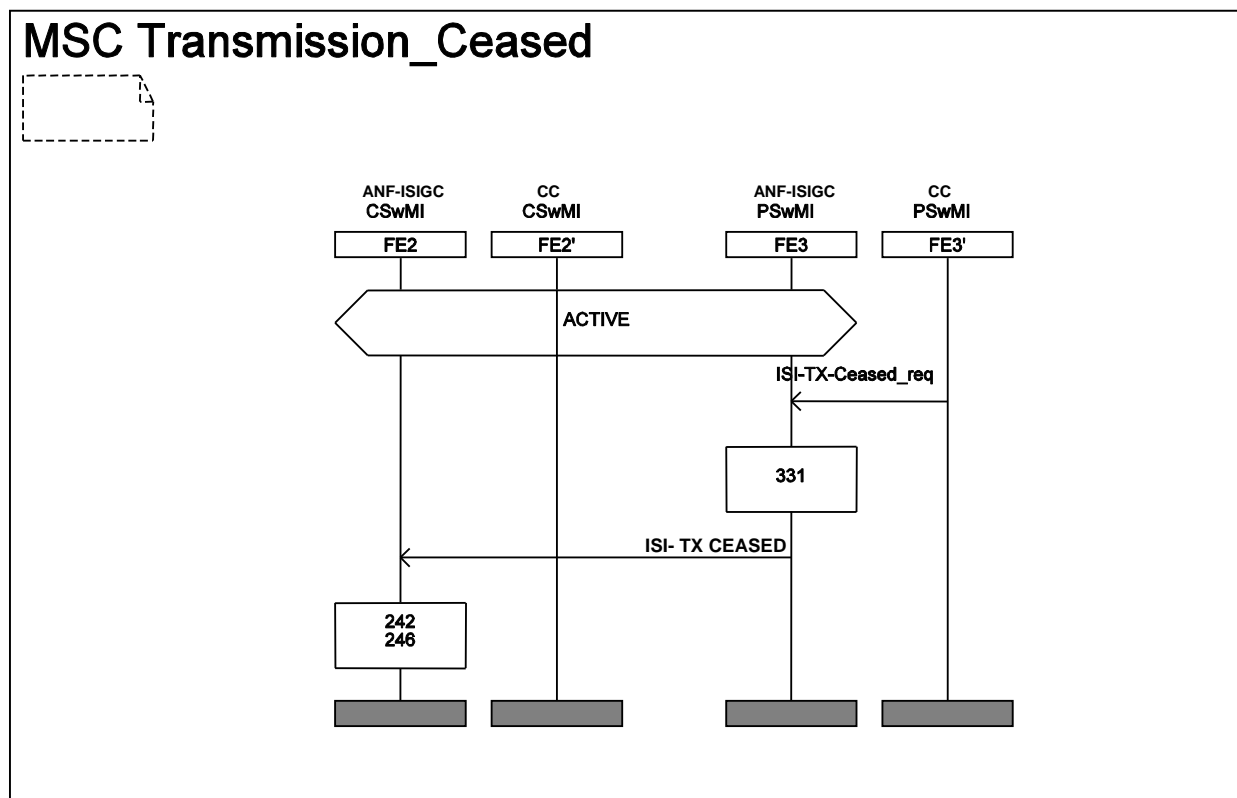 MSC Transmission_Ceased
ANF-ISIGC CC ANF-ISIGC CC
CSwMI CSwMI PSwMI PSwMI
FE2 FE2' FE3 FE3'
ACTIVE
ISI-TX-Ceased_req
331
ISI- TX CEASED
242
246